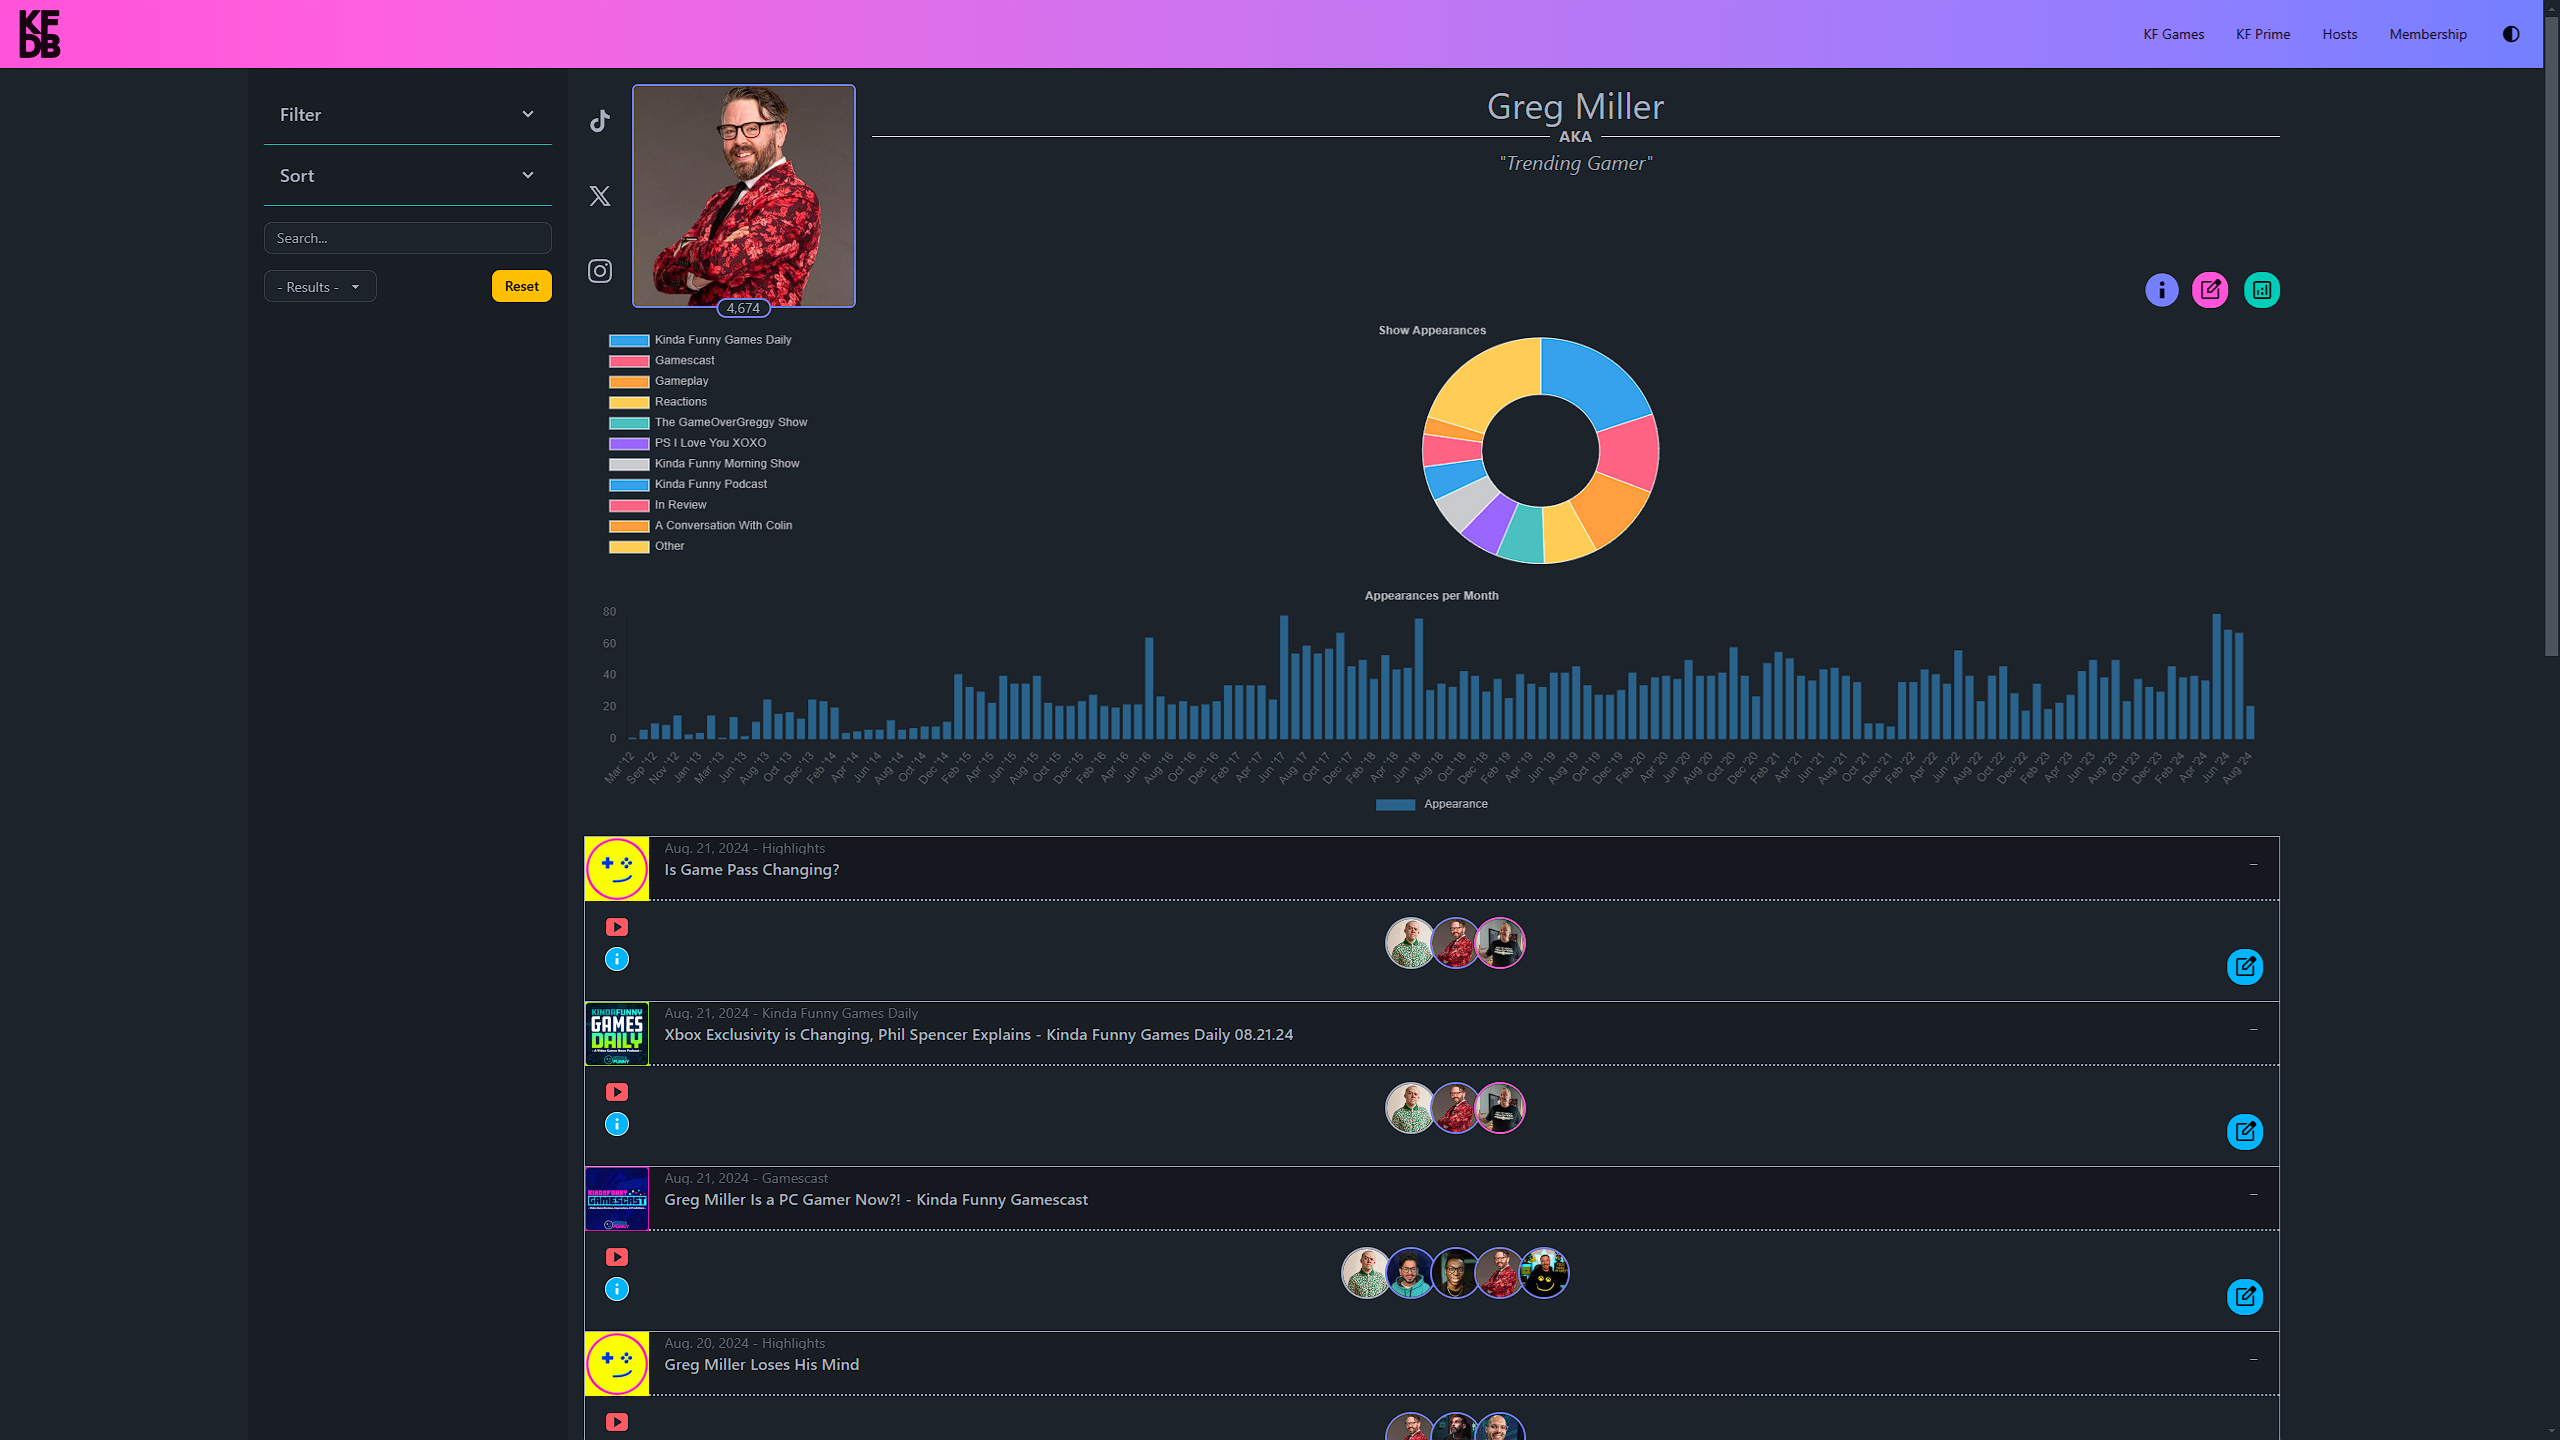 KF
DB
KF Games
KF Prime
Hosts
Membership
Filter
Sort
Search...
- Results -
Reset
Greg Miller
AKA
"Trending Gamer"
4,674
Show Appearances
Kinda Funny Games Daily
Gamescast
Gameplay
Reactions
The GameOverGreggy Show
PS I Love You XOXO
Kinda Funny Morning Show
Kinda Funny Podcast
In Review
A Conversation With Colin
Other
Appearances per Month
80
60
40
20
0
Mar '12
Sep '12
Nov '12
Jan '13
Mar '13
Jun '13
Aug '13
Oct '13
Dec '13
Feb '14
Apr '14
Jun '14
Aug '14
Oct '14
Dec '14
Feb '15
Apr '15
Jun '15
Aug '15
Oct '15
Dec '15
Feb '16
Apr '16
Jun '16
Aug '16
Oct '16
Dec '16
Feb '17
Apr '17
Jun '17
Aug '17
Oct '17
Dec '17
Feb '18
Apr '18
Jun '18
Aug '18
Oct '18
Dec '18
Feb '19
Apr '19
Jun '19
Aug '19
Oct '19
Dec '19
Feb '20
Apr '20
Jun '20
Aug '20
Oct '20
Dec '20
Feb '21
Apr '21
Jun '21
Aug '21
Oct '21
Dec '21
Feb '22
Apr '22
Jun '22
Aug '22
Oct '22
Dec '22
Feb '23
Apr '23
Jun '23
Aug '23
Oct '23
Dec '23
Feb '24
Apr '24
Jun '24
Aug '24
Appearance
Aug. 21, 2024 - Highlights
Is Game Pass Changing?
Aug. 21, 2024 - Kinda Funny Games Daily
KINDAFUNNY
GAMES
DAILY
Xbox Exclusivity is Changing, Phil Spencer Explains - Kinda Funny Games Daily 08.21.24
Aug. 21, 2024 - Gamescast
KINDAFUNNY
GAMESCAST
Greg Miller Is a PC Gamer Now?! - Kinda Funny Gamescast
Aug. 20, 2024 - Highlights
Greg Miller Loses His Mind